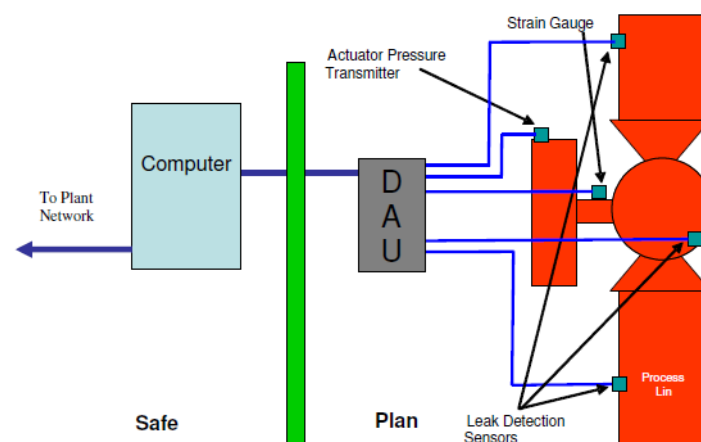 Strain Gauge
Actuator Pressure
Transmitter
Computer
To Plant
Network
D
A
U
Process
Lin
Safe
Plan
Leak Detection
Sensors